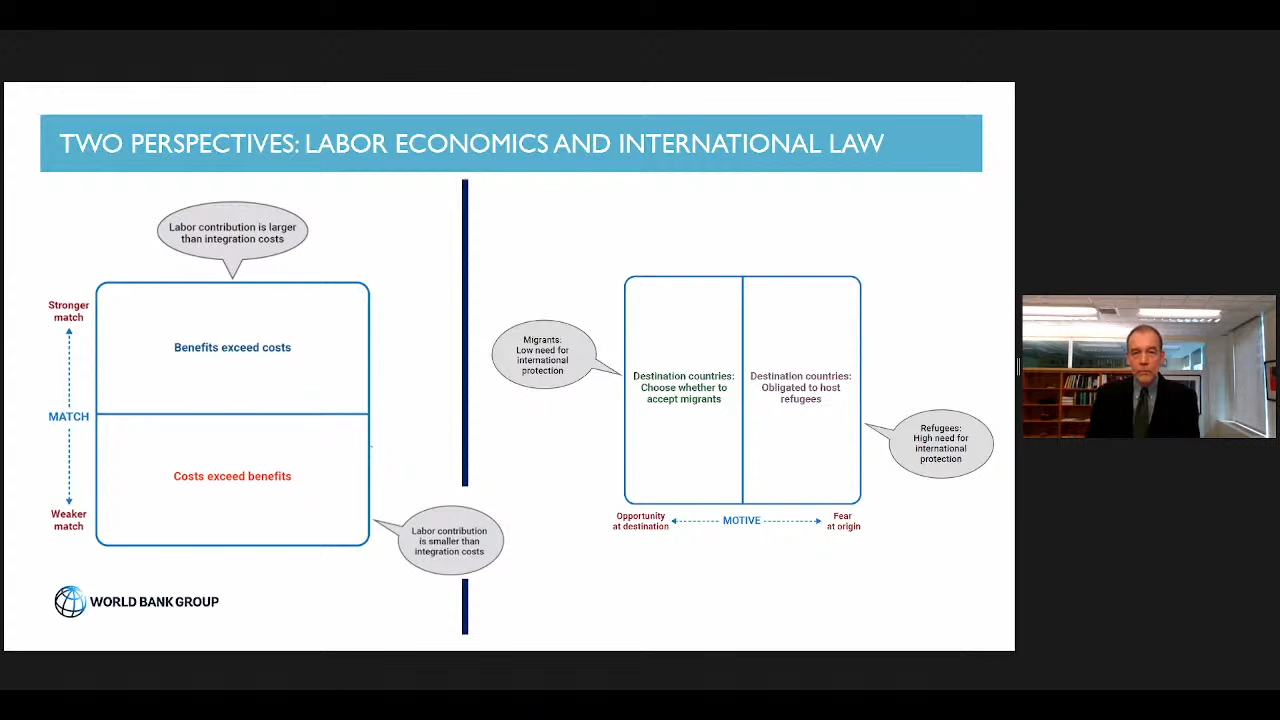 TWO PERSPECTIVES: LABOR ECONOMICS AND INTERNATIONAL LAW
Labor contribution is larger
than integration costs
Stronger
match
MATCH
Weaker
match
Benefits exceed costs
Costs exceed benefits
Labor contribution
is smaller than
integration costs
Migrants:
Low need for
international
protection
Destination countries:
Choose whether to
accept migrants
Destination countries:
Obligated to host
refugees
Refugees:
High need for
international
protection
Opportunity
at destination
MOTIVE
Fear
at origin
WORLD BANK GROUP